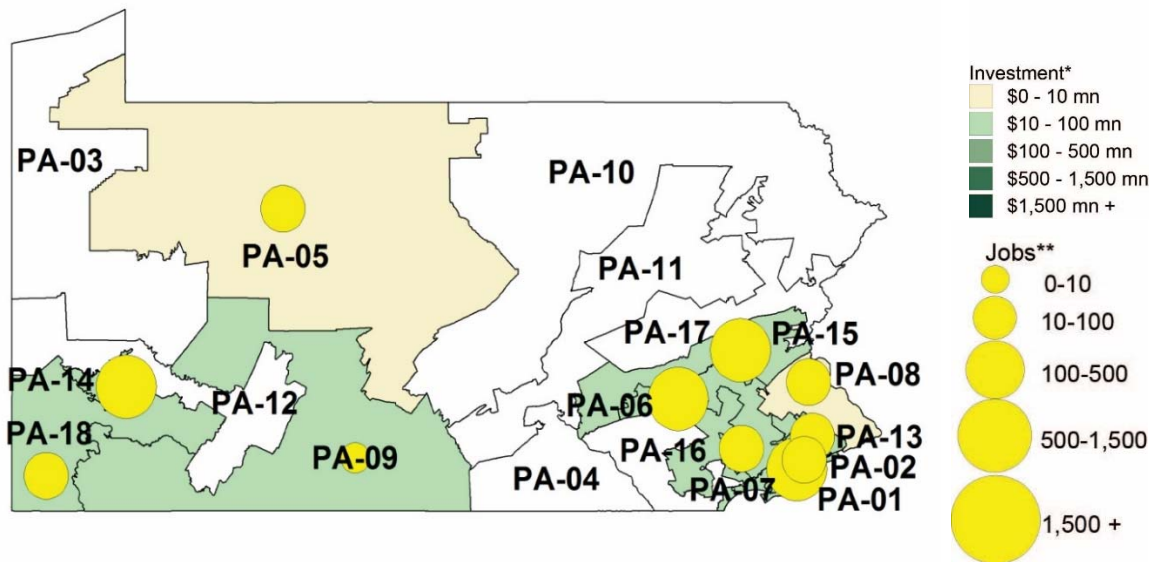 PA-03
PA-10
PA-05
PA-11
PA-17
PA-15
PA-14
PA-12
PA-08
PA-06
PA-18
PA-16
PA-13
PA-09
PA-02
PA-04
PA-07
PA-01
Investment*
$0 - 10 mn
$10 - 100 mn
$100 - 500 mn
$500 - 1,500 mn
$1,500 mn +
Jobs**
0-10
10-100
100-500
500-1,500
1,500 +